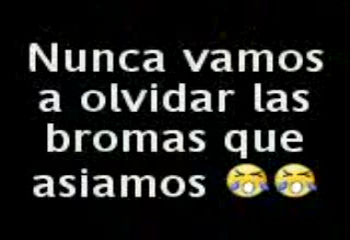 Nunca vamos
a olvidar las
bromas que
asiamos 😭😭